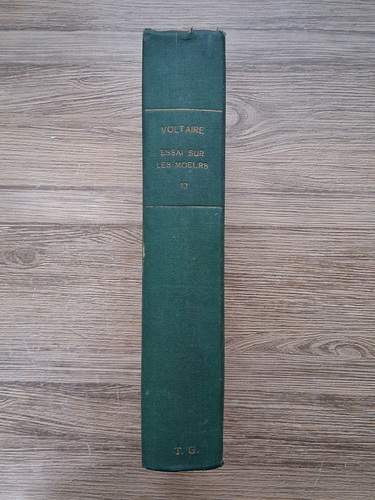 VOLTAIRE
ESSAI SUR
LES MOEURS
T. G.